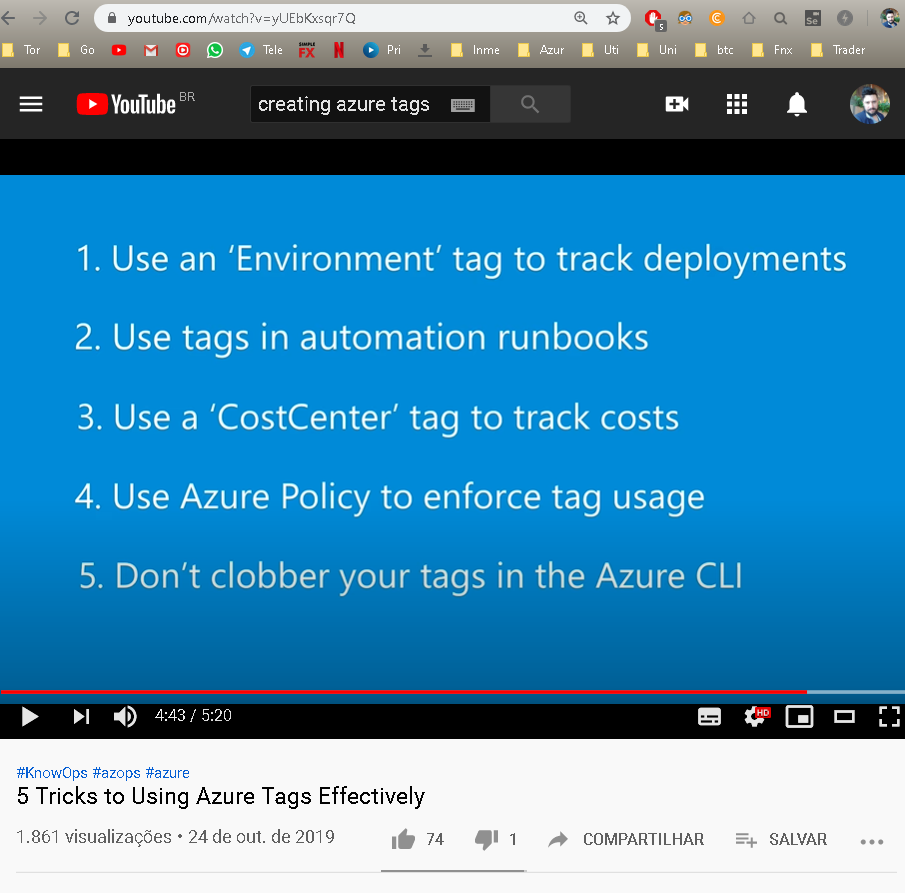 youtube.com/watch?v=yUEbKxsqr7Q
5
Se
Tor
Go
Tele
SIMPLE FX
N
Pri
Inme
Azur
Uti
Uni
btc
Fnx
Trader
YouTube BR
creating azure tags
1. Use an ‘Environment’ tag to track deployments
2. Use tags in automation runbooks
3. Use a ‘CostCenter’ tag to track costs
4. Use Azure Policy to enforce tag usage
5. Don’t clobber your tags in the Azure CLI
4:43 / 5:20
HD
#KnowOps #azops #azure
5 Tricks to Using Azure Tags Effectively
1.861 visualizações • 24 de out. de 2019
74
1
COMPARTILHAR
SALVAR